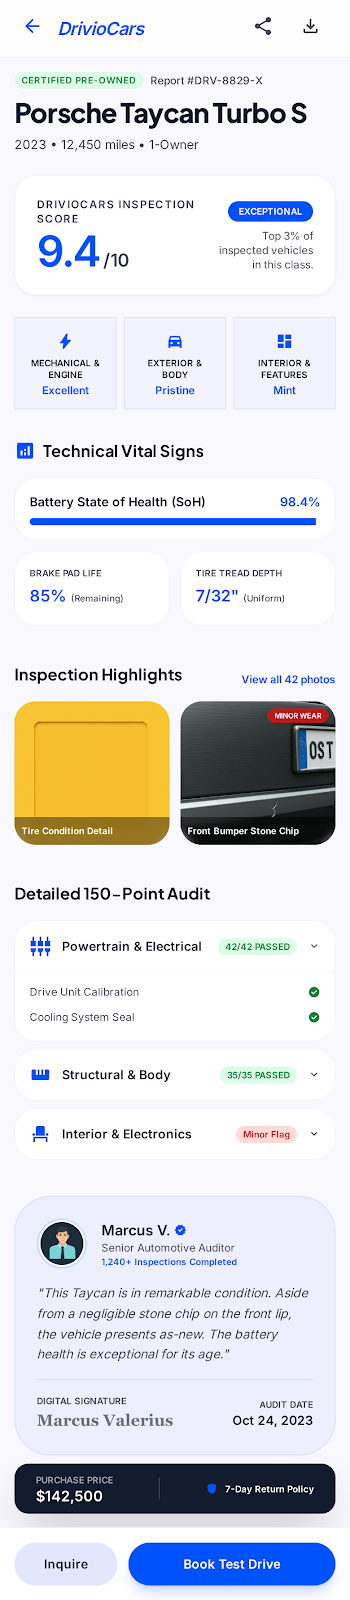 DrivioCars
CERTIFIED PRE-OWNED Report #DRV-8829-X
Porsche Taycan Turbo S
2023 • 12,450 miles • 1-Owner
DRIVIOCARS INSPECTION
SCORE
9.4/10
EXCEPTIONAL
Top 3% of
inspected vehicles
in this class.
MECHANICAL &
ENGINE
Excellent
EXTERIOR &
BODY
Pristine
INTERIOR &
FEATURES
Mint
Technical Vital Signs
Battery State of Health (SoH) 98.4%
BRAKE PAD LIFE
85% (Remaining)
TIRE TREAD DEPTH
7/32" (Uniform)
Inspection Highlights View all 42 photos
Tire Condition Detail
MINOR WEAR
OST
Front Bumper Stone Chip
Detailed 150-Point Audit
Powertrain & Electrical 42/42 PASSED
Drive Unit Calibration
Cooling System Seal
Structural & Body 35/35 PASSED
Interior & Electronics Minor Flag
Marcus V.
Senior Automotive Auditor
1,240+ Inspections Completed
"This Taycan is in remarkable condition. Aside
from a negligible stone chip on the front lip,
the vehicle presents as-new. The battery
health is exceptional for its age."
DIGITAL SIGNATURE
Marcus Valerius
AUDIT DATE
Oct 24, 2023
PURCHASE PRICE
$142,500
7-Day Return Policy
Inquire
Book Test Drive